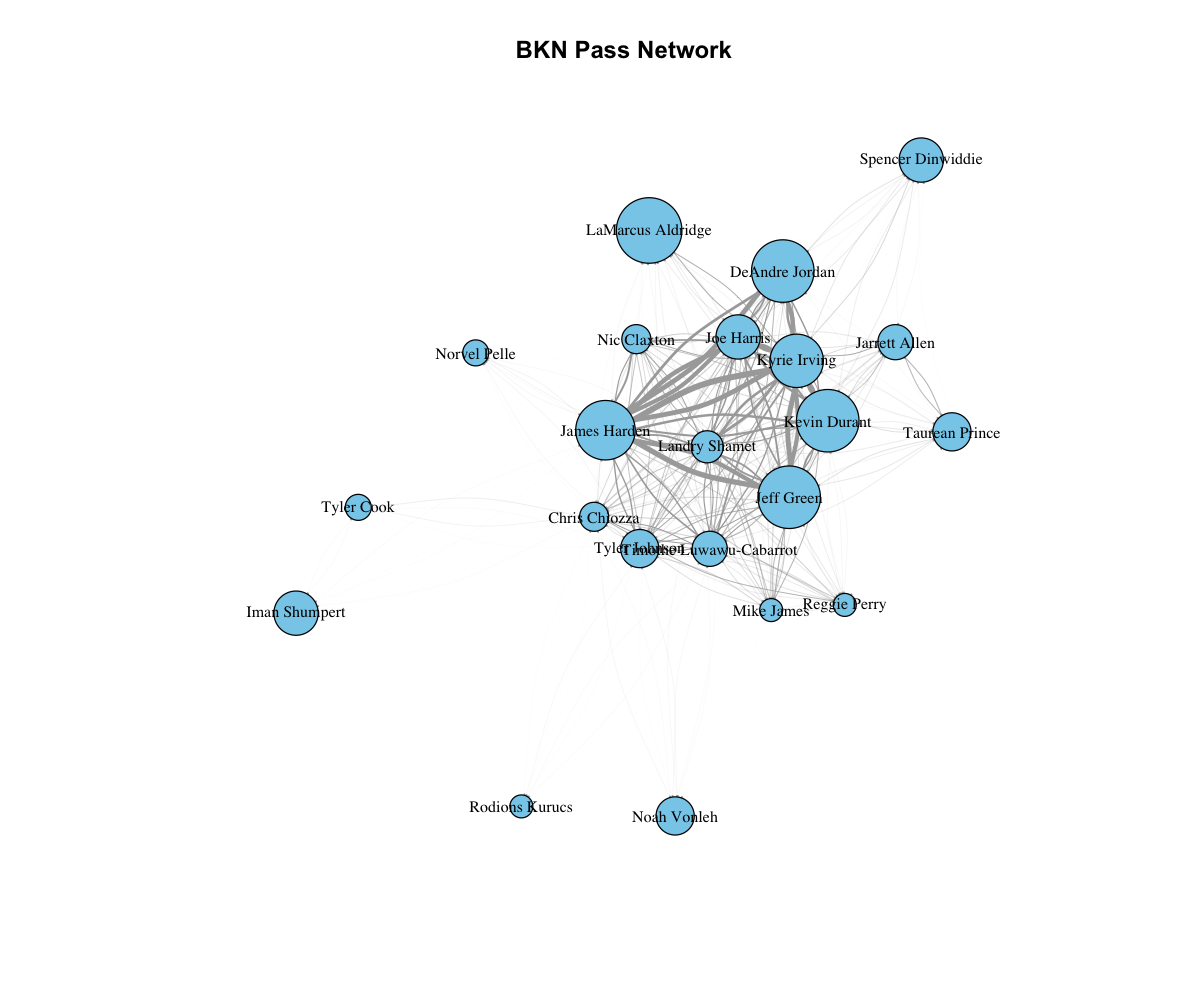 BKN Pass Network
Spencer Dinwiddie
LaMarcus Aldridge
DeAndre Jordan
Nic Claxton
Joe Harris
Jarrett Allen
Norvel Pelle
Kyrie Irving
Kevin Durant
James Harden
Taurean Prince
Landry Shamet
Jeff Green
Tyler Cook
Chris Chiozza
Tyler Johnson
Timothe Luwawu-Cabarrot
Reggie Perry
Mike James
Iman Shumpert
Rodions Kurucs
Noah Vonleh